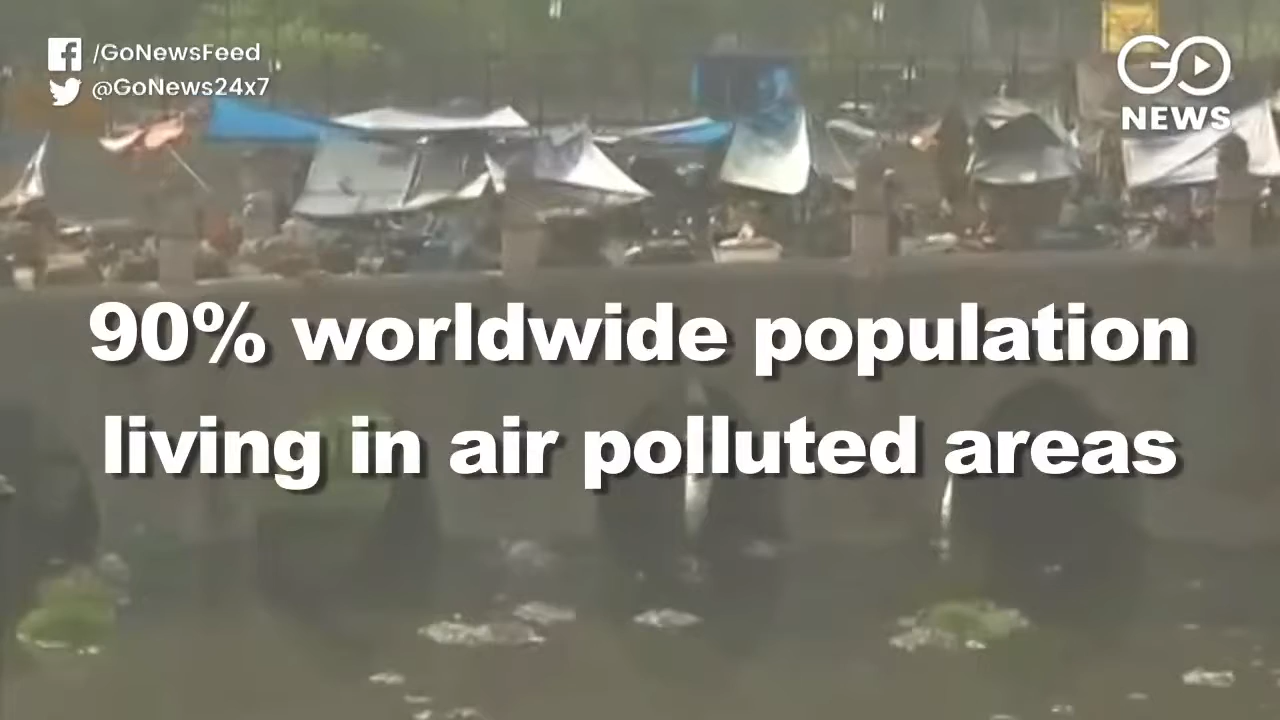 /GoNewsFeed
@GoNews24x7
GO
NEWS
90% worldwide population
living in air polluted areas